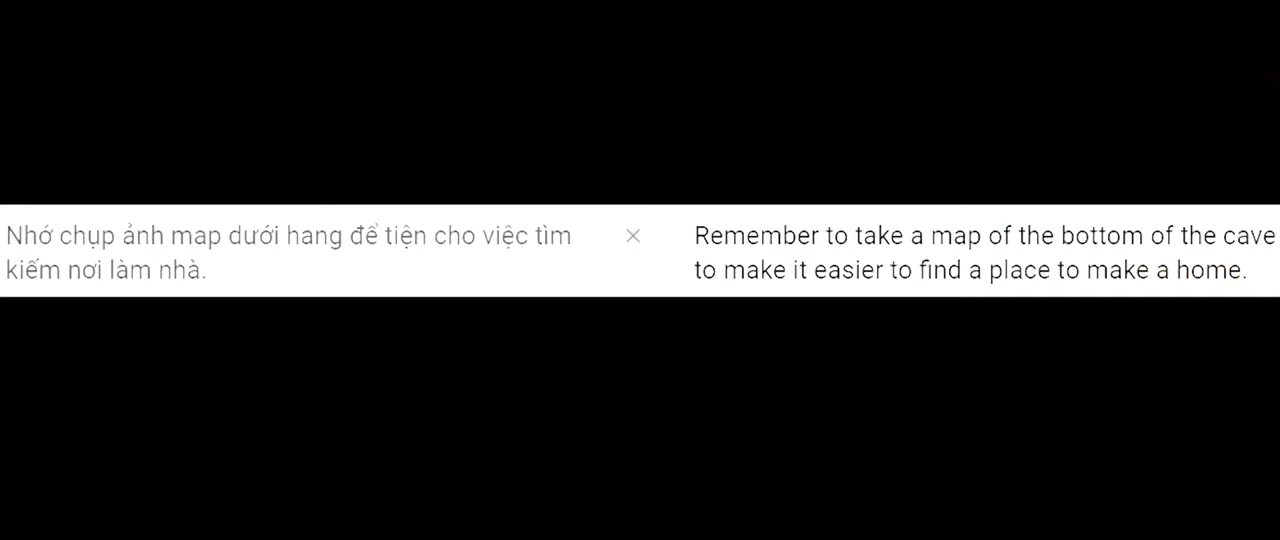 Nhớ chụp ảnh map dưới hang để tiện cho việc tìm
kiếm nơi làm nhà.
Remember to take a map of the bottom of the cave
to make it easier to find a place to make a home.